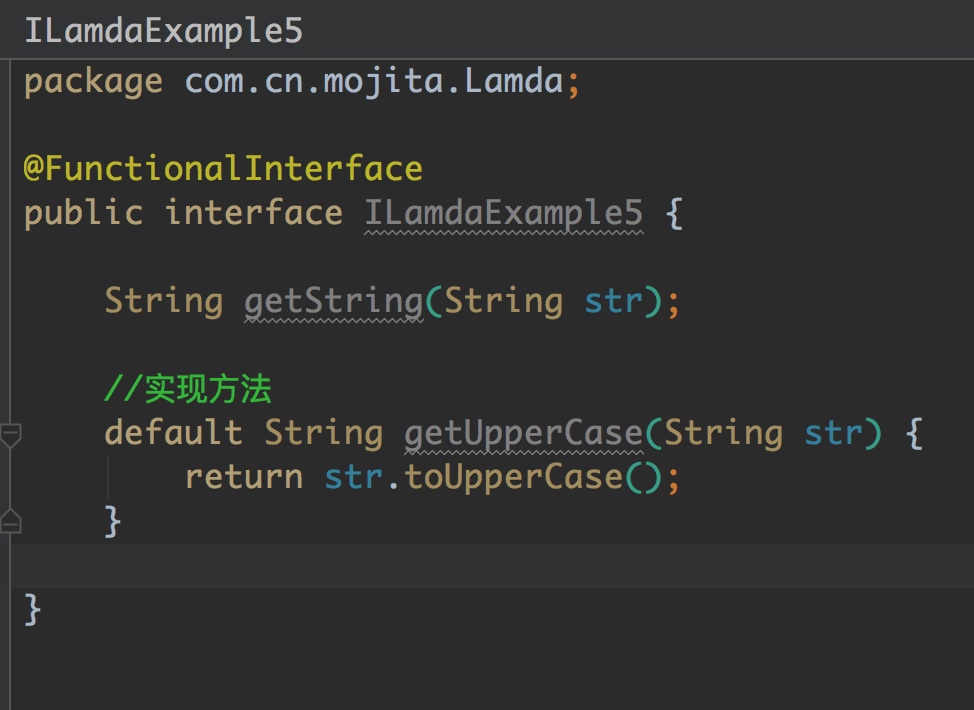 ILamdaExample5
package com.cn.mojita.Lamda;
@FunctionalInterface
public interface ILamdaExample5 {
String getString(String str);
//实现方法
default String getUpperCase(String str) {
return str.toUpperCase();
}
}